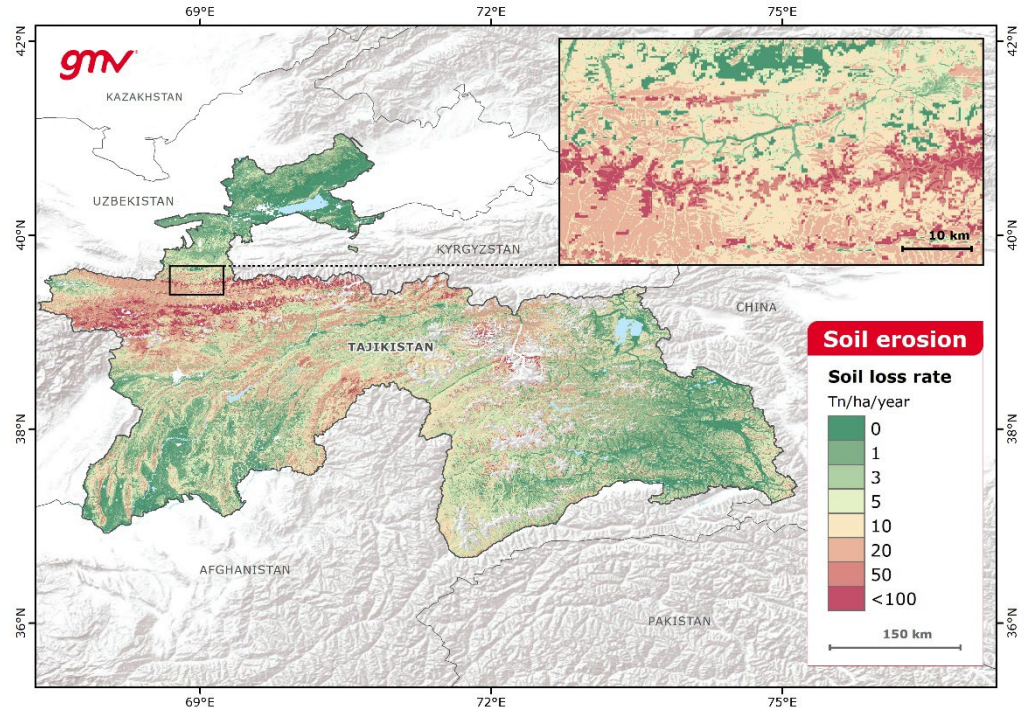 69°E 72°E 75°E
42°N 42°N
gmv
KAZAKHSTAN
UZBEKISTAN
40°N 40°N
KYRGYZSTAN
10 km
CHINA
TAJIKISTAN
Soil erosion
Soil loss rate
Tn/ha/year
0
1
3
5
10
20
50
<100
150 km
38°N 38°N
AFGHANISTAN
PAKISTAN
36°N 36°N
69°E 72°E 75°E